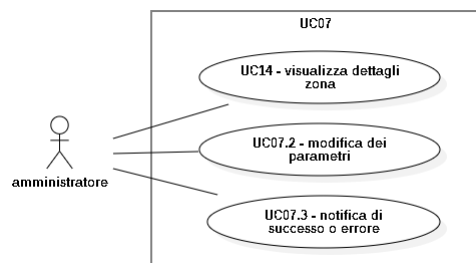 UC07
UC14 - visualizza dettagli
zona
UC07.2 - modifica dei
parametri
amministratore
UC07.3 - notifica di
successo o errore